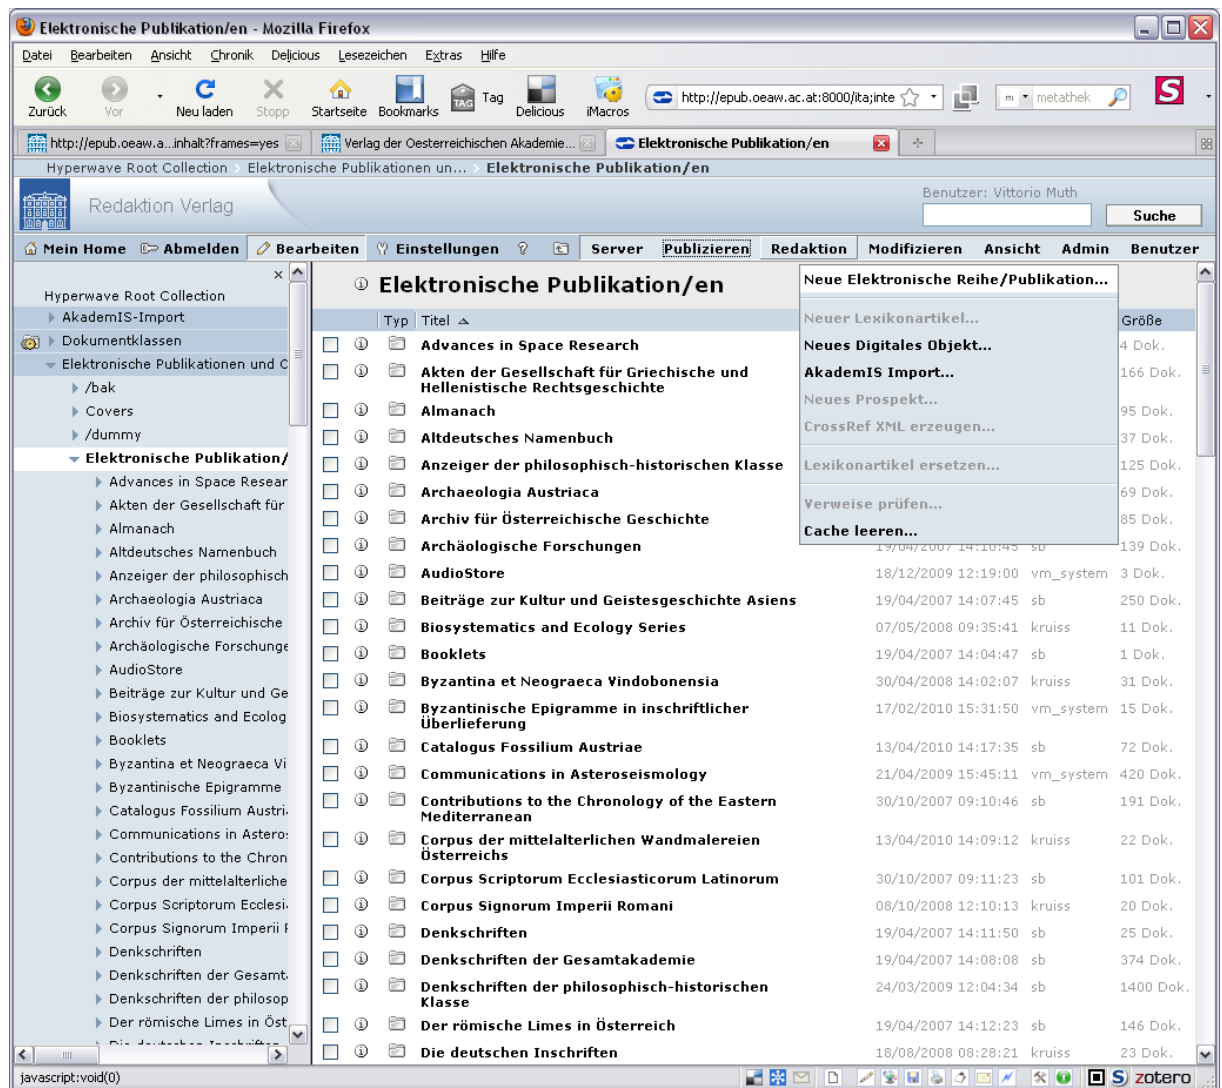 Elektronische Publikation/en - Mozilla Firefox
Datei Bearbeiten Ansicht Chronik Delicious Lesezeichen Extras Hilfe
Zurück Vor Neu laden Stopp Startseite Bookmarks Tag Delicious iMacros http://epub.oeaw.ac.at:8000/ita;inte metathek
http://epub.oeaw.a...inhalt?frames=yes Verlag der Oesterreichischen Akademie... Elektronische Publikation/en
Hyperwave Root Collection > Elektronische Publikationen un... > Elektronische Publikation/en
Redaktion Verlag
Benutzer: Vittorio Muth
Suche
Mein Home Abmelden Bearbeiten Einstellungen Server Publizieren Redaktion Modifizieren Ansicht Admin Benutzer
Hyperwave Root Collection
AkademIS-Import
Dokumentklassen
Elektronische Publikationen und C
/bak
Covers
/dummy
Elektronische Publikation/
Advances in Space Resear
Akten der Gesellschaft für
Almanach
Altdeutsches Namenbuch
Anzeiger der philosophisch
Archaeologia Austriaca
Archiv für Österreichische
Archäologische Forschunge
AudioStore
Beiträge zur Kultur und Ge
Biosystematics and Ecolog
Booklets
Byzantina et Neograeca Vi
Byzantinische Epigramme
Catalogus Fossilium Austri
Communications in Astero
Contributions to the Chron
Corpus der mittelalterliche
Corpus Scriptorum Ecclesi
Corpus Signorum Imperii
Denkschriften
Denkschriften der Gesamt
Denkschriften der philosop
Der römische Limes in Öst
Elektronische Publikation/en
Typ Titel Größe
Advances in Space Research 4 Dok.
Akten der Gesellschaft für Griechische und 166 Dok.
Hellenistische Rechtsgeschichte
Almanach 95 Dok.
Altdeutsches Namenbuch 37 Dok.
Anzeiger der philosophisch-historischen Klasse 125 Dok.
Archaeologia Austriaca 69 Dok.
Archiv für Österreichische Geschichte 85 Dok.
Archäologische Forschungen 19/04/2007 14:10:45 sb 139 Dok.
AudioStore 18/12/2009 12:19:00 vm_system 3 Dok.
Beiträge zur Kultur und Geistesgeschichte Asiens 19/04/2007 14:07:45 sb 250 Dok.
Biosystematics and Ecology Series 07/05/2008 09:35:41 kruiss 11 Dok.
Booklets 19/04/2007 14:04:47 sb 1 Dok.
Byzantina et Neograeca Vindobonensia 30/04/2008 14:02:07 kruiss 31 Dok.
Byzantinische Epigramme in inschriftlicher 17/02/2010 15:31:50 vm_system 15 Dok.
Überlieferung
Catalogus Fossilium Austriae 13/04/2010 14:17:35 sb 72 Dok.
Communications in Asteroseismology 21/04/2009 15:45:11 vm_system 420 Dok.
Contributions to the Chronology of the Eastern 30/10/2007 09:10:46 sb 191 Dok.
Mediterranean
Corpus der mittelalterlichen Wandmalereien 13/04/2010 14:09:12 kruiss 22 Dok.
Österreichs
Corpus Scriptorum Ecclesiasticorum Latinorum 30/10/2007 09:11:23 sb 101 Dok.
Corpus Signorum Imperii Romani 08/10/2008 12:10:13 kruiss 20 Dok.
Denkschriften 19/04/2007 14:11:50 sb 25 Dok.
Denkschriften der Gesamtakademie 19/04/2007 14:08:08 sb 374 Dok.
Denkschriften der philosophisch-historischen 24/03/2009 12:04:34 sb 1400 Dok.
Klasse
Der römische Limes in Österreich 19/04/2007 14:12:23 sb 146 Dok.
Die deutschen Inschriften 18/08/2008 08:28:21 kruiss 23 Dok.
Neue Elektronische Reihe/Publikation...
Neuer Lexikonartikel...
Neues Digitales Objekt...
AkademIS Import...
Neues Prospekt...
CrossRef XML erzeugen...
Lexikonartikel ersetzen...
Verweise prüfen...
Cache leeren...
javascript:void(0) zotero